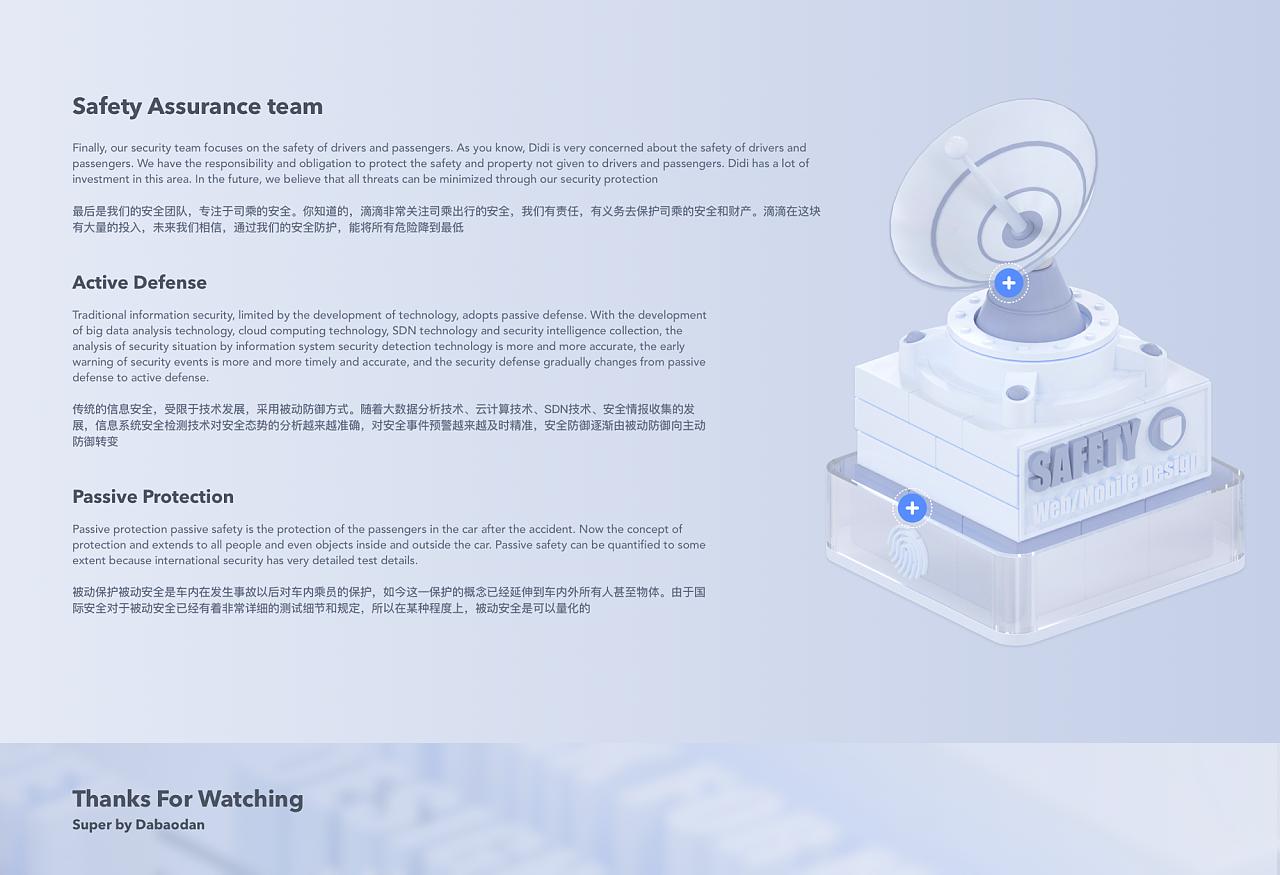 Safety Assurance team
Finally, our security team focuses on the safety of drivers and passengers. As you know, Didi is very concerned about the safety of drivers and
passengers. We have the responsibility and obligation to protect the safety and property not given to drivers and passengers. Didi has a lot of
investment in this area. In the future, we believe that all threats can be minimized through our security protection
最后是我们的安全团队，专注于司乘的安全。你知道的，滴滴非常关注司乘出行的安全，我们有责任，有义务去保护司乘的安全和财产。滴滴在这块
有大量的投入，未来我们相信，通过我们的安全防护，能将所有危险降到最低
Active Defense
Traditional information security, limited by the development of technology, adopts passive defense. With the development
of big data analysis technology, cloud computing technology, SDN technology and security intelligence collection, the
analysis of security situation by information system security detection technology is more and more accurate, the early
warning of security events is more and more timely and accurate, and the security defense gradually changes from passive
defense to active defense.
传统的信息安全，受限于技术发展，采用被动防御方式。随着大数据分析技术、云计算技术、SDN技术、安全情报收集的发
展，信息系统安全检测技术对安全态势的分析越来越准确，对安全事件预警越来越及时精准，安全防御逐渐由被动防御向主动
防御转变
Passive Protection
Passive protection passive safety is the protection of the passengers in the car after the accident. Now the concept of
protection and extends to all people and even objects inside and outside the car. Passive safety can be quantified to some
extent because international security has very detailed test details.
被动保护被动安全是车内在发生事故以后对车内乘员的保护，如今这一保护的概念已经延伸到车内外所有人甚至物体。由于国
际安全对于被动安全已经有着非常详细的测试细节和规定，所以在某种程度上，被动安全是可以量化的
SAFETY
Web/Mobile Design
Thanks For Watching
Super by Dabaodan